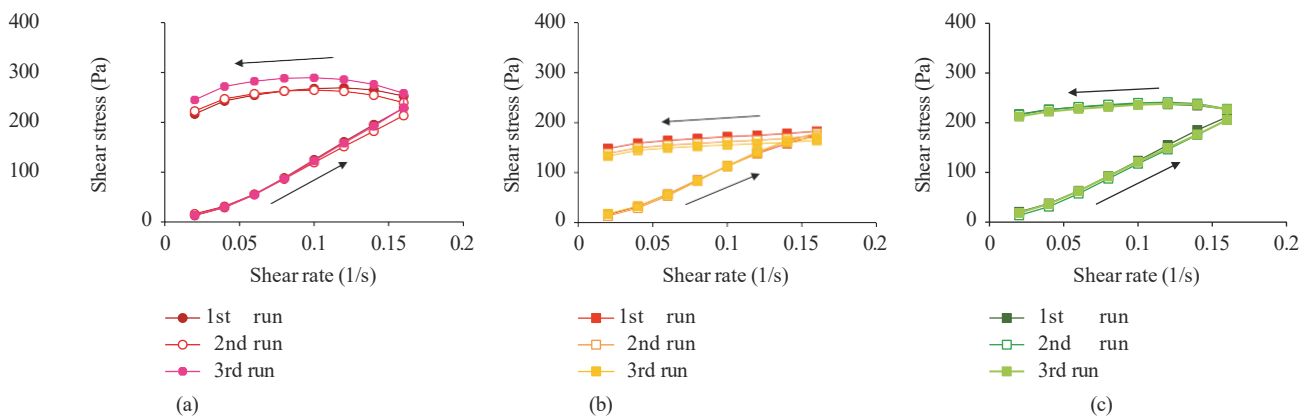 400
300
200
100
0
Shear stress (Pa)
0 0.05 0.1 0.15 0.2
Shear rate (1/s)
1st run
2nd run
3rd run
(a)
400
300
200
100
0
Shear stress (Pa)
0 0.05 0.1 0.15 0.2
Shear rate (1/s)
1st run
2nd run
3rd run
(b)
400
300
200
100
0
Shear stress (Pa)
0 0.05 0.1 0.15 0.2
Shear rate (1/s)
1st run
2nd run
3rd run
(c)